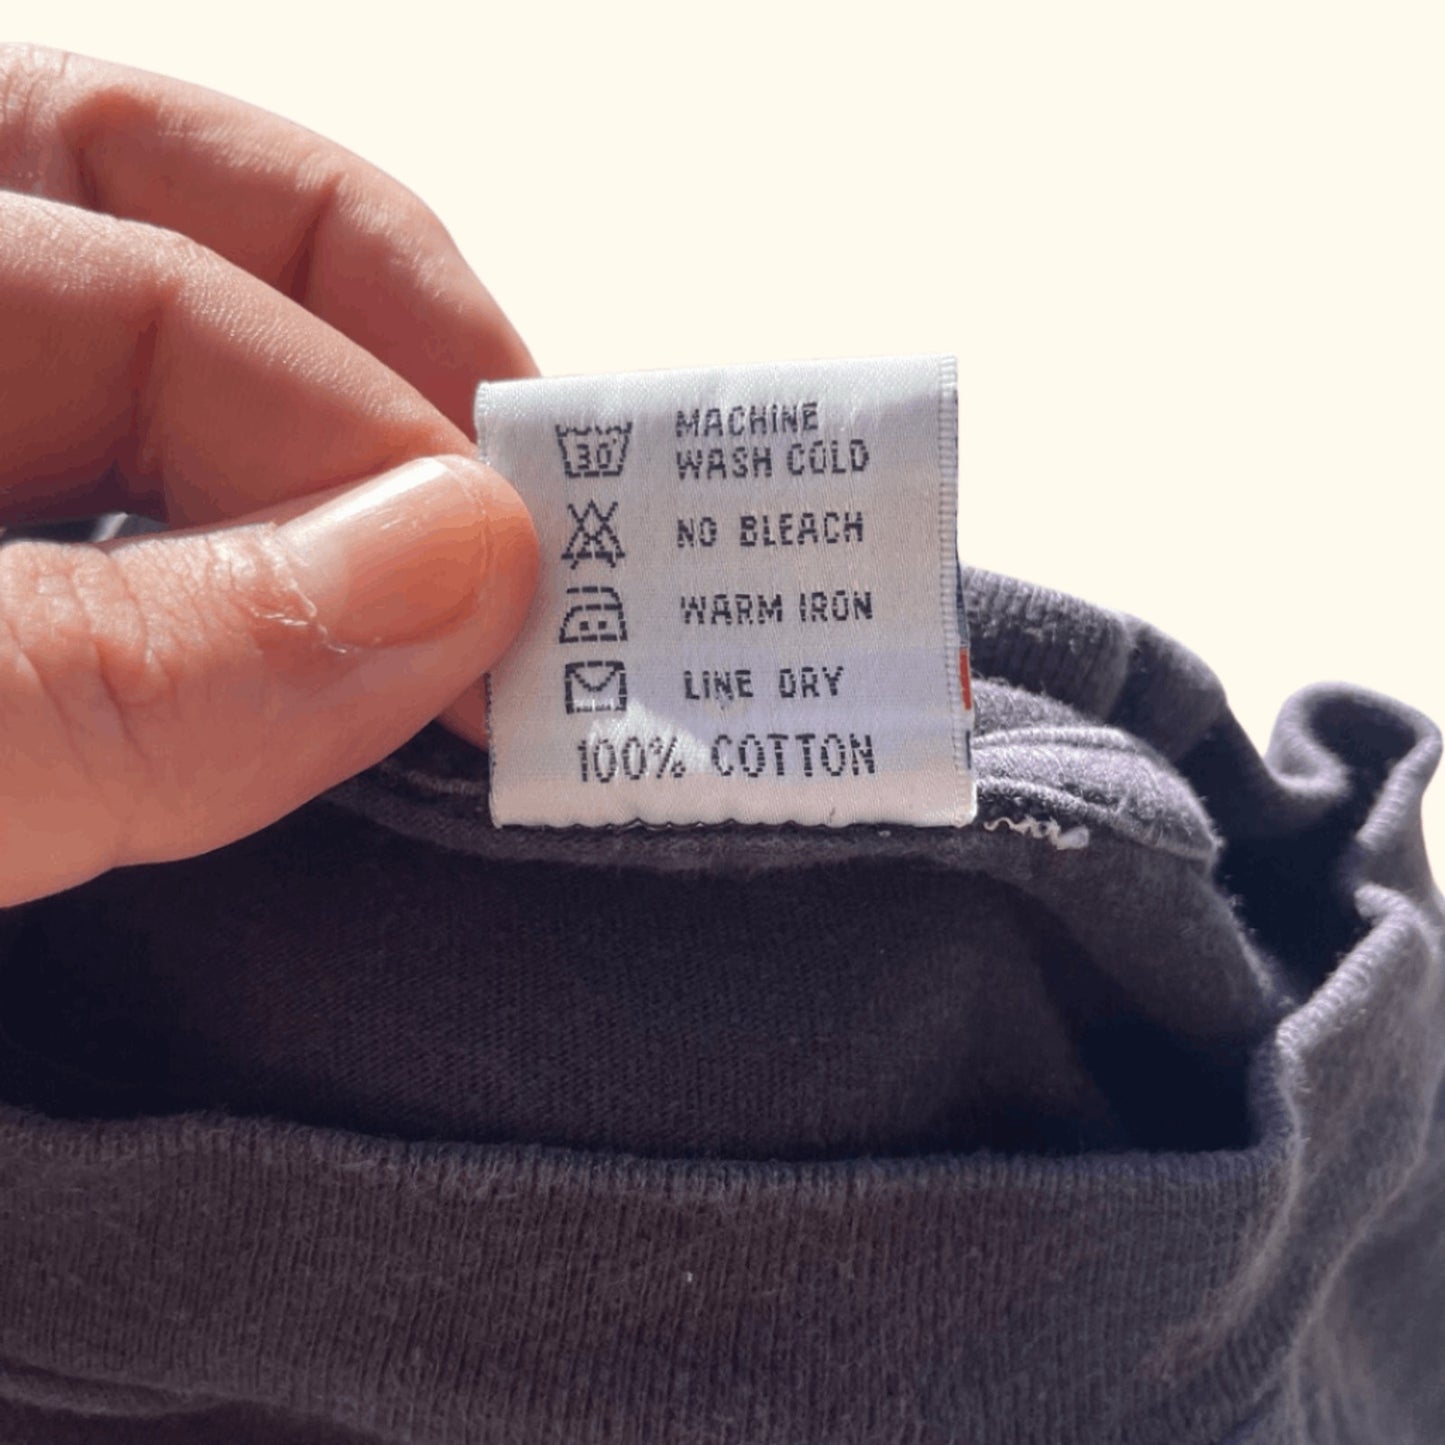 MACHINE
30° WASH COLD
NO BLEACH
WARM IRON
LINE DRY
100% COTTON